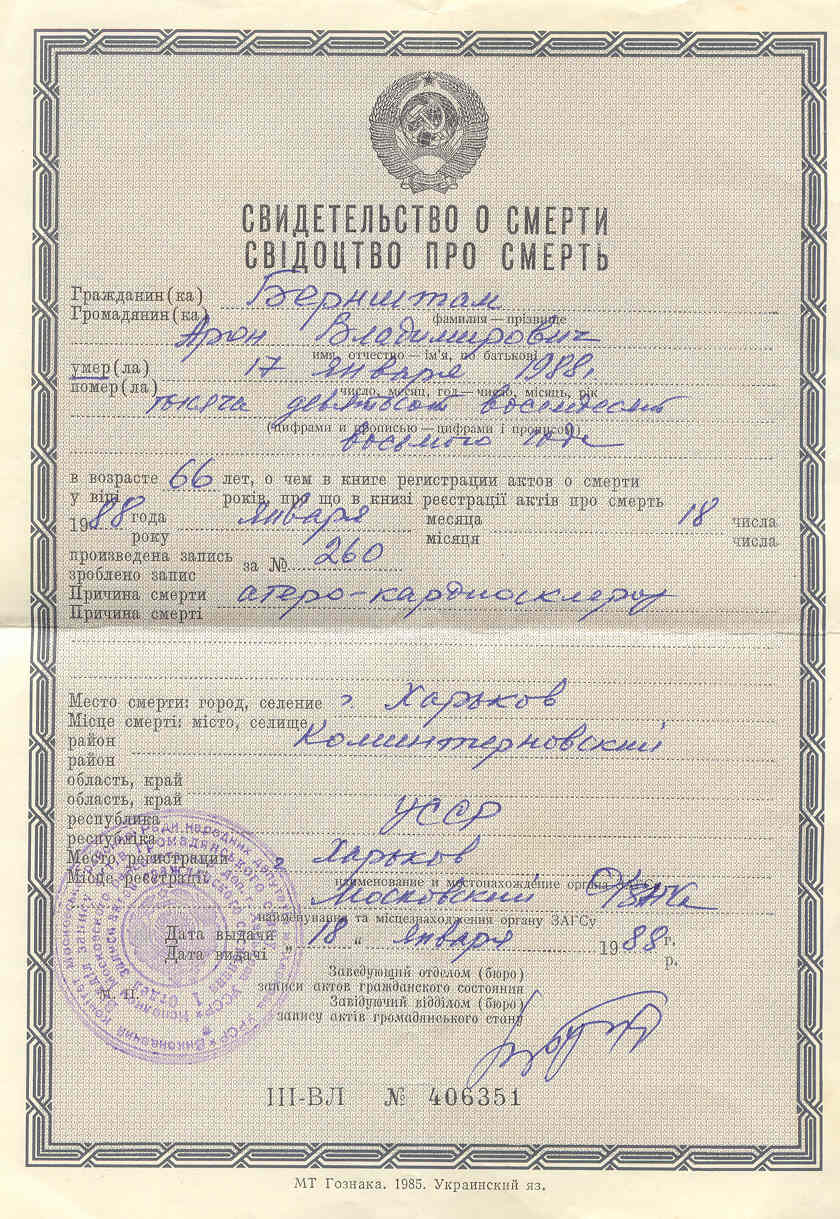 СВИДЕТЕЛЬСТВО О СМЕРТИ
СВІДОЦТВО ПРО СМЕРТЬ
Гражданин(ка) Бернштам
Громадянин(ка)
фамилия — прізвище
Арон Владимирович
имя, отчество — ім'я, по батькові
умер(ла) 17 января 1988г
помер(ла)
число, месяц, год — число, місяць, рік
тысяча девятьсот восемьдесят
(цифрами и прописью — цифрами і прописом)
восьмого года
в возрасте 66 лет, о чем в книге регистрации актов о смерти
у віці років, про що в книзі реєстрації актів про смерть
1988 года января месяца 18 числа
року місяця числа
произведена запись за № 260
зроблено запис
Причина смерти атеро-кардиосклероз
Причина смерті
Место смерти: город, селение г. Харьков
Місце смерті: місто, селище
район Коминтерновский
район
область, край
область, край
республика УССР
республіка
Место регистрации г Харьков
Місце реєстрації
наименование и местонахождение органа ЗАГСа
Московский
найменування та місцезнаходження органу ЗАГСу
Дата выдачи „18“ января 1988 г.
Дата видачі р.
Заведующий отделом (бюро)
записи актов гражданского состояния
М. П.
Завідуючий відділом (бюро)
запису актів громадянського стану
III-ВЛ № 406351
МТ Гознака. 1985. Украинский яз.